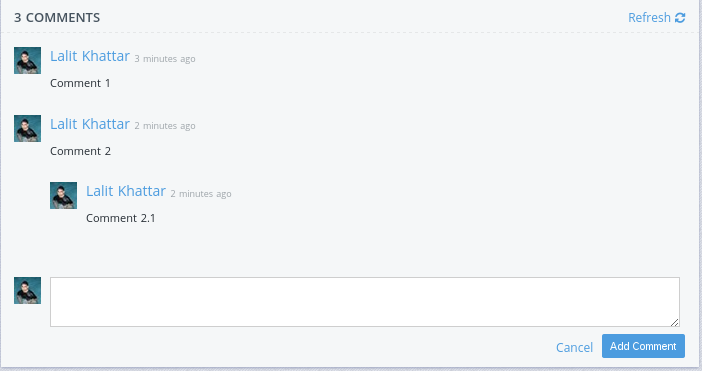 3 COMMENTS Refresh
Lalit Khattar 3 minutes ago
Comment 1
Lalit Khattar 2 minutes ago
Comment 2
Lalit Khattar 2 minutes ago
Comment 2.1
Cancel Add Comment